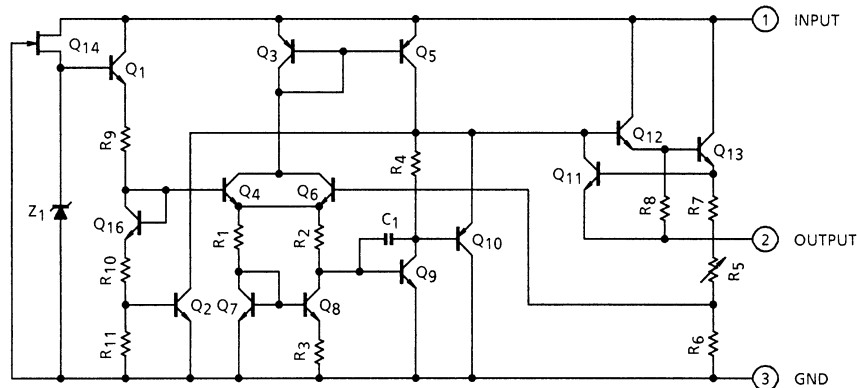 1 INPUT
Q14
Q1
Q3
Q5
R9
Q12
Q13
R4
Q11
Q4
Q6
R8
R7
Z1
Q16
C1
R1
R2
Q10
2 OUTPUT
R10
Q9
R5
Q2
Q7
Q8
R11
R3
R6
3 GND